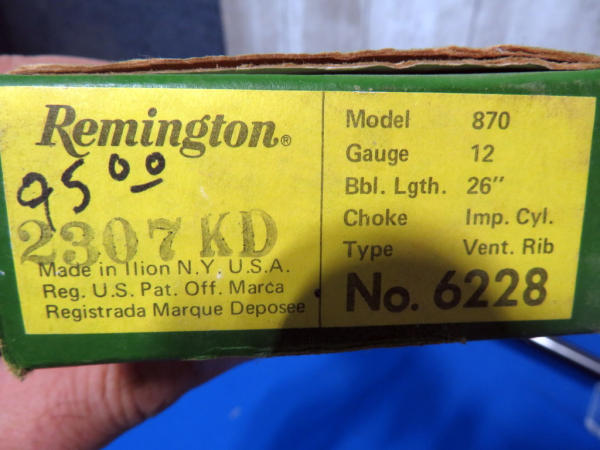 Remington®
95 00
2307 KD
Made in Ilion N.Y. U.S.A.
Reg. U.S. Pat. Off. Marca
Registrada Marque Deposee
Model 870
Gauge 12
Bbl. Lgth. 26"
Choke Imp. Cyl.
Type Vent. Rib
No. 6228